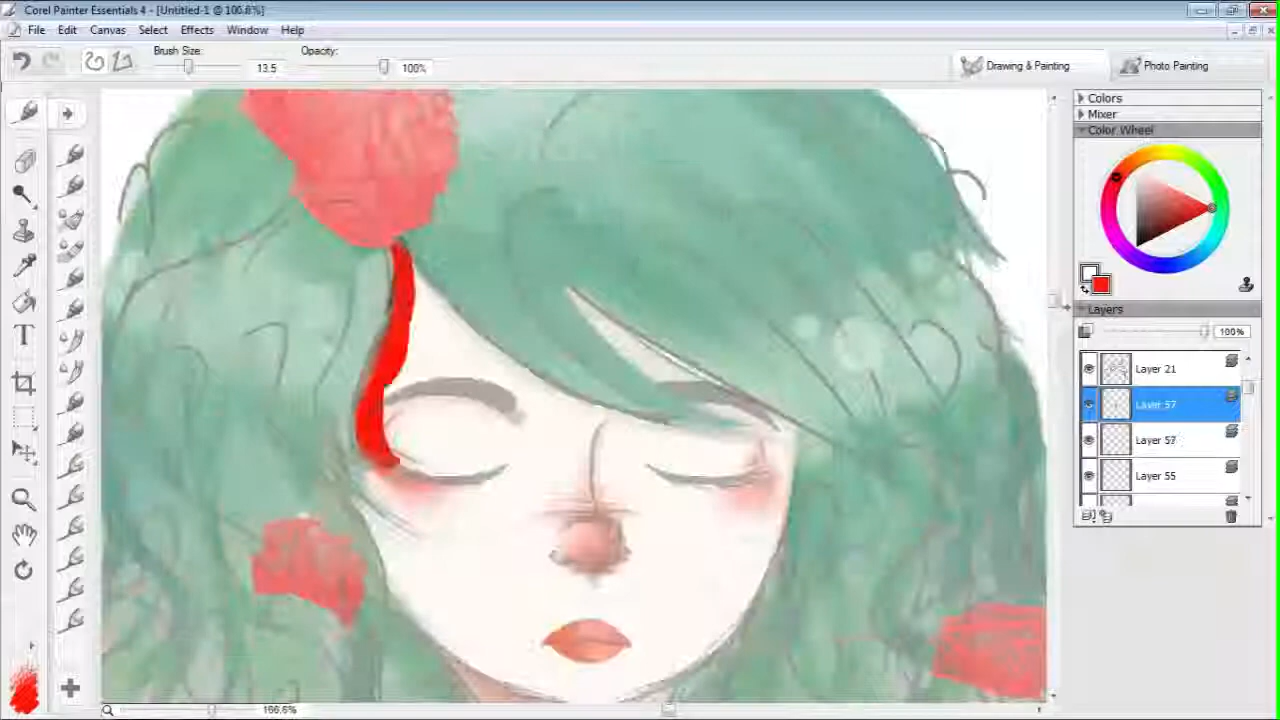 Corel Painter Essentials 4 - [Untitled-1 @ 100.8%]
File Edit Canvas Select Effects Window Help
Brush Size: Opacity:
13.5 100%
Drawing & Painting Photo Painting
Colors
Mixer
Color Wheel
Layers
100%
Layer 21
Layer 57
Layer 57
Layer 55
T